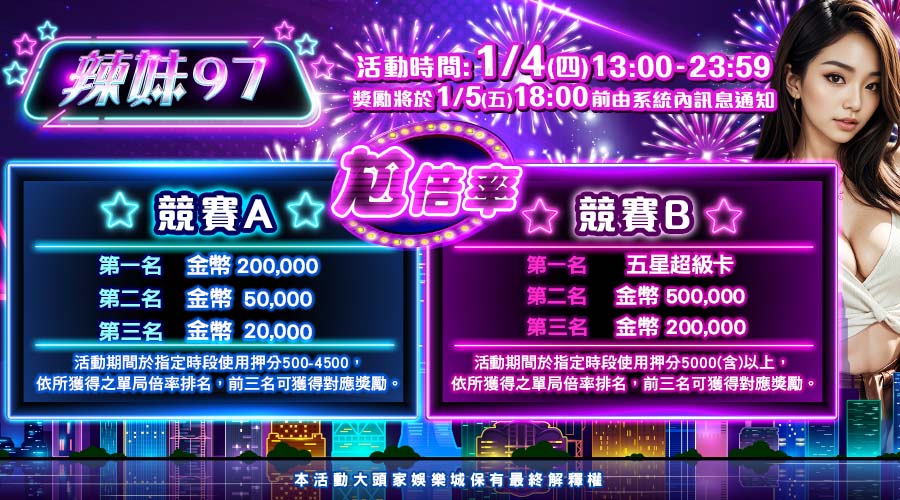 辣妹97
活動時間: 1/4(四)13:00-23:59
獎勵將於1/5(五)18:00前由系統內訊息通知
尬倍率
競賽A
第一名 金幣 200,000
第二名 金幣 50,000
第三名 金幣 20,000
活動期間於指定時段使用押分500-4500，
依所獲得之單局倍率排名，前三名可獲得對應獎勵。
競賽B
第一名 五星超級卡
第二名 金幣 500,000
第三名 金幣 200,000
活動期間於指定時段使用押分5000(含)以上，
依所獲得之單局倍率排名，前三名可獲得對應獎勵。
本活動大頭家娛樂城保有最終解釋權